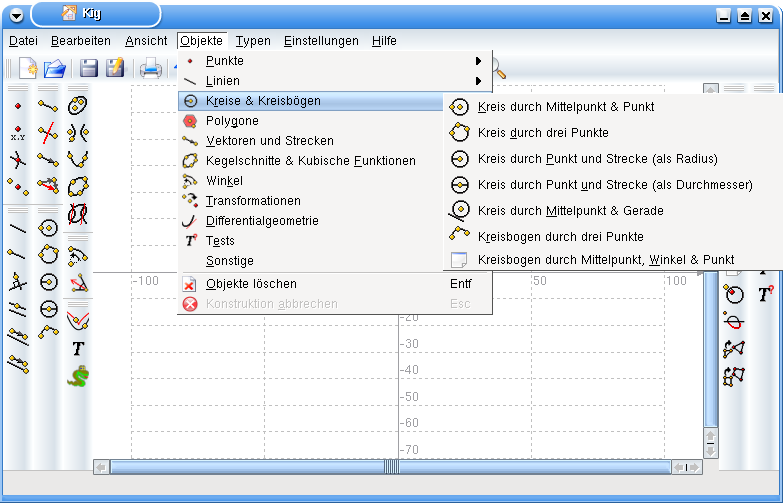 Kig
Datei Bearbeiten Ansicht Objekte Typen Einstellungen Hilfe
Punkte
Linien
Kreise & Kreisbögen
Polygone
Vektoren und Strecken
Kegelschnitte & Kubische Funktionen
Winkel
Transformationen
Differentialgeometrie
Tests
Sonstige
Objekte löschen Entf
Konstruktion abbrechen Esc
Kreis durch Mittelpunkt & Punkt
Kreis durch drei Punkte
Kreis durch Punkt und Strecke (als Radius)
Kreis durch Punkt und Strecke (als Durchmesser)
Kreis durch Mittelpunkt & Gerade
Kreisbogen durch drei Punkte
Kreisbogen durch Mittelpunkt, Winkel & Punkt
X,Y
T
T
-100 50 100
-20
-30
-40
-50
-60
-70